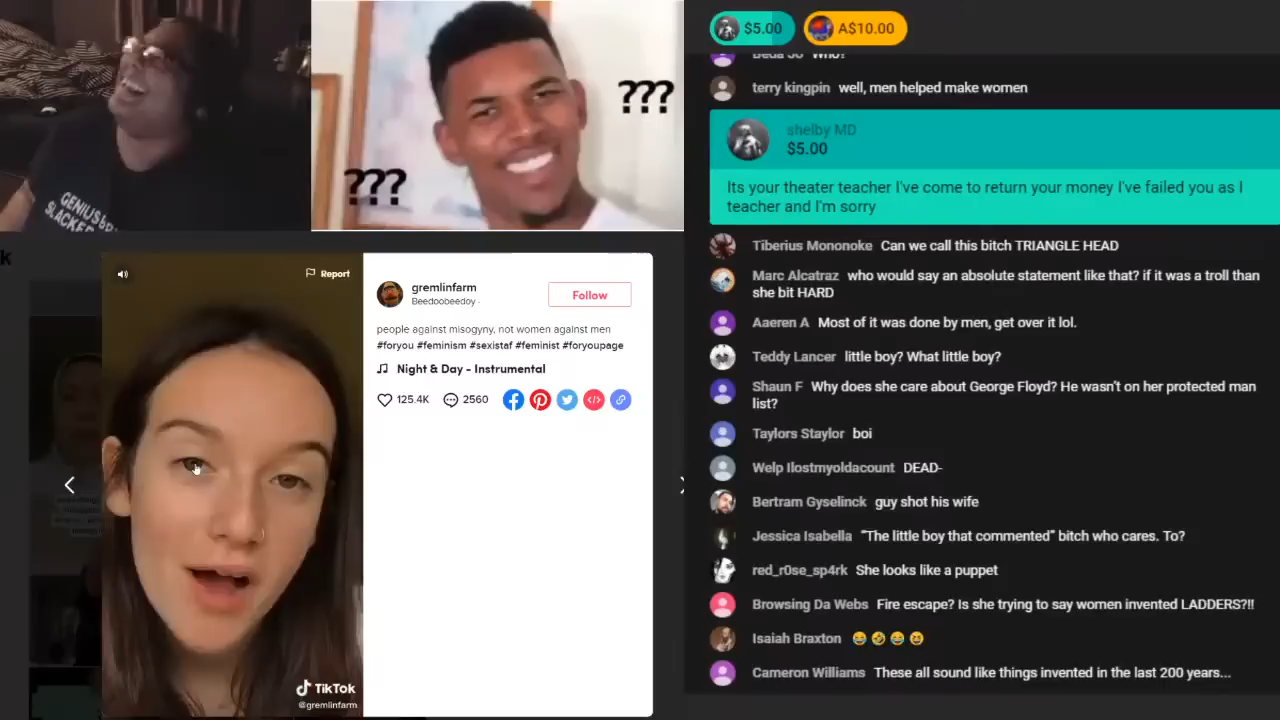 $5.00
A$10.00
Beda 50 Who?
terry kingpin well, men helped make women
shelby MD
$5.00
Its your theater teacher I've come to return your money I've failed you as I
teacher and I'm sorry
Tiberius Mononoke Can we call this bitch TRIANGLE HEAD
Marc Alcatraz who would say an absolute statement like that? if it was a troll than
she bit HARD
Aaeren A Most of it was done by men, get over it lol.
Teddy Lancer little boy? What little boy?
Shaun F Why does she care about George Floyd? He wasn't on her protected man
list?
Taylors Staylor boi
Welp Ilostmyoldacount DEAD-
Bertram Gyselinck guy shot his wife
Jessica Isabella “The little boy that commented” bitch who cares. To?
red_r0se_sp4rk She looks like a puppet
Browsing Da Webs Fire escape? Is she trying to say women invented LADDERS?!!
Isaiah Braxton 😂🤣😂😆
Cameron Williams These all sound like things invented in the last 200 years...
???
???
k
Report
gremlinfarm
Beedoobeedoy ·
Follow
people against misogyny, not women against men
#foryou #feminism #sexistaf #feminist #foryoupage
Night & Day - Instrumental
125.4K
2560
TikTok
@gremlinfarm